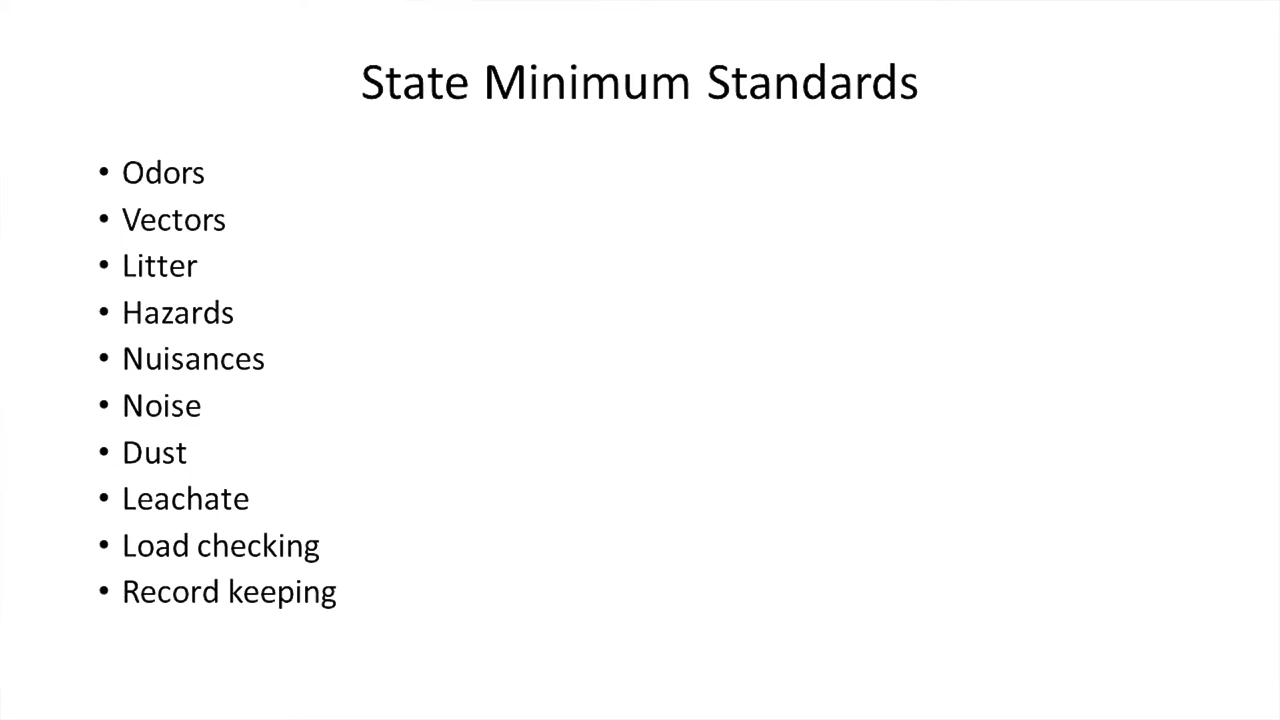 State Minimum Standards
• Odors
• Vectors
• Litter
• Hazards
• Nuisances
• Noise
• Dust
• Leachate
• Load checking
• Record keeping